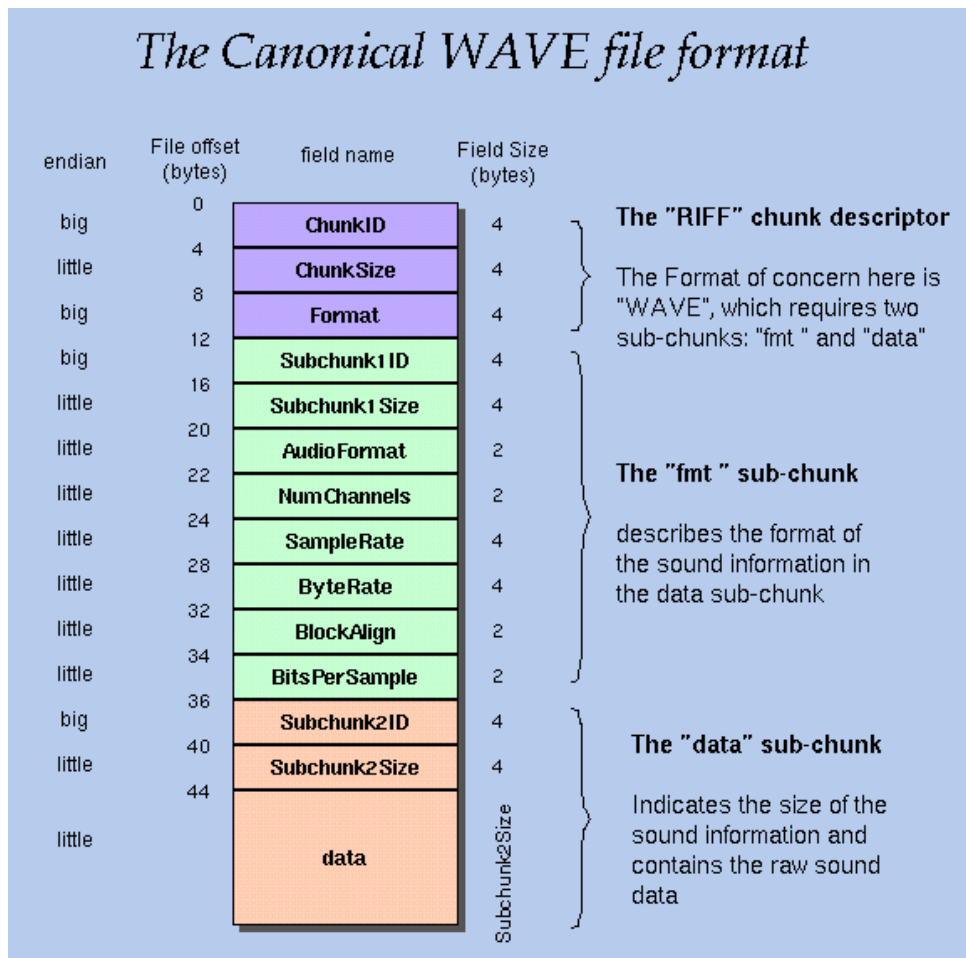 The Canonical WAVE file format
endian
File offset
(bytes)
field name
Field Size
(bytes)
0
big
ChunkID
4
4
little
ChunkSize
4
8
big
Format
4
12
big
Subchunk1ID
4
16
little
Subchunk1Size
4
20
little
AudioFormat
2
22
little
NumChannels
2
24
little
SampleRate
4
28
little
ByteRate
4
32
little
BlockAlign
2
34
little
BitsPerSample
2
36
big
Subchunk2ID
4
40
little
Subchunk2Size
4
44
little
data
Subchunk2Size
The "RIFF" chunk descriptor
The Format of concern here is
"WAVE", which requires two
sub-chunks: "fmt " and "data"
The "fmt " sub-chunk
describes the format of
the sound information in
the data sub-chunk
The "data" sub-chunk
Indicates the size of the
sound information and
contains the raw sound
data